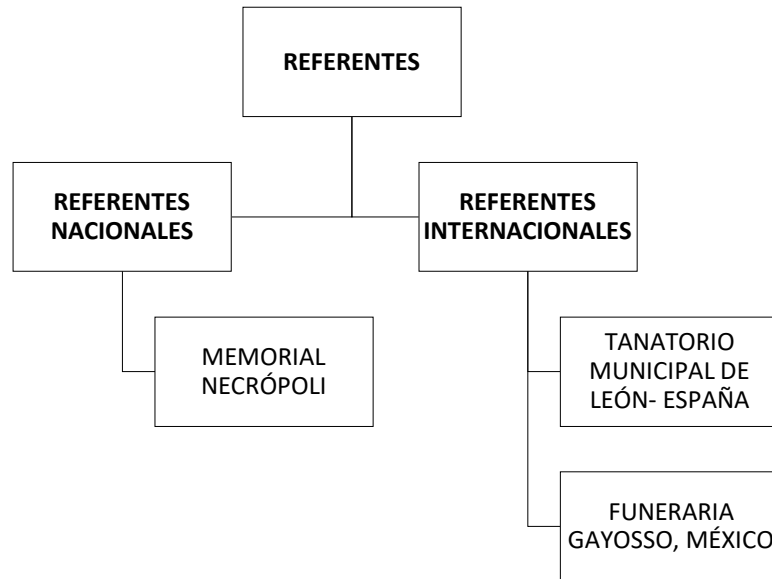 REFERENTES
REFERENTES
NACIONALES
REFERENTES
INTERNACIONALES
MEMORIAL
NECRÓPOLI
TANATORIO
MUNICIPAL DE
LEÓN- ESPAÑA
FUNERARIA
GAYOSSO, MÉXICO